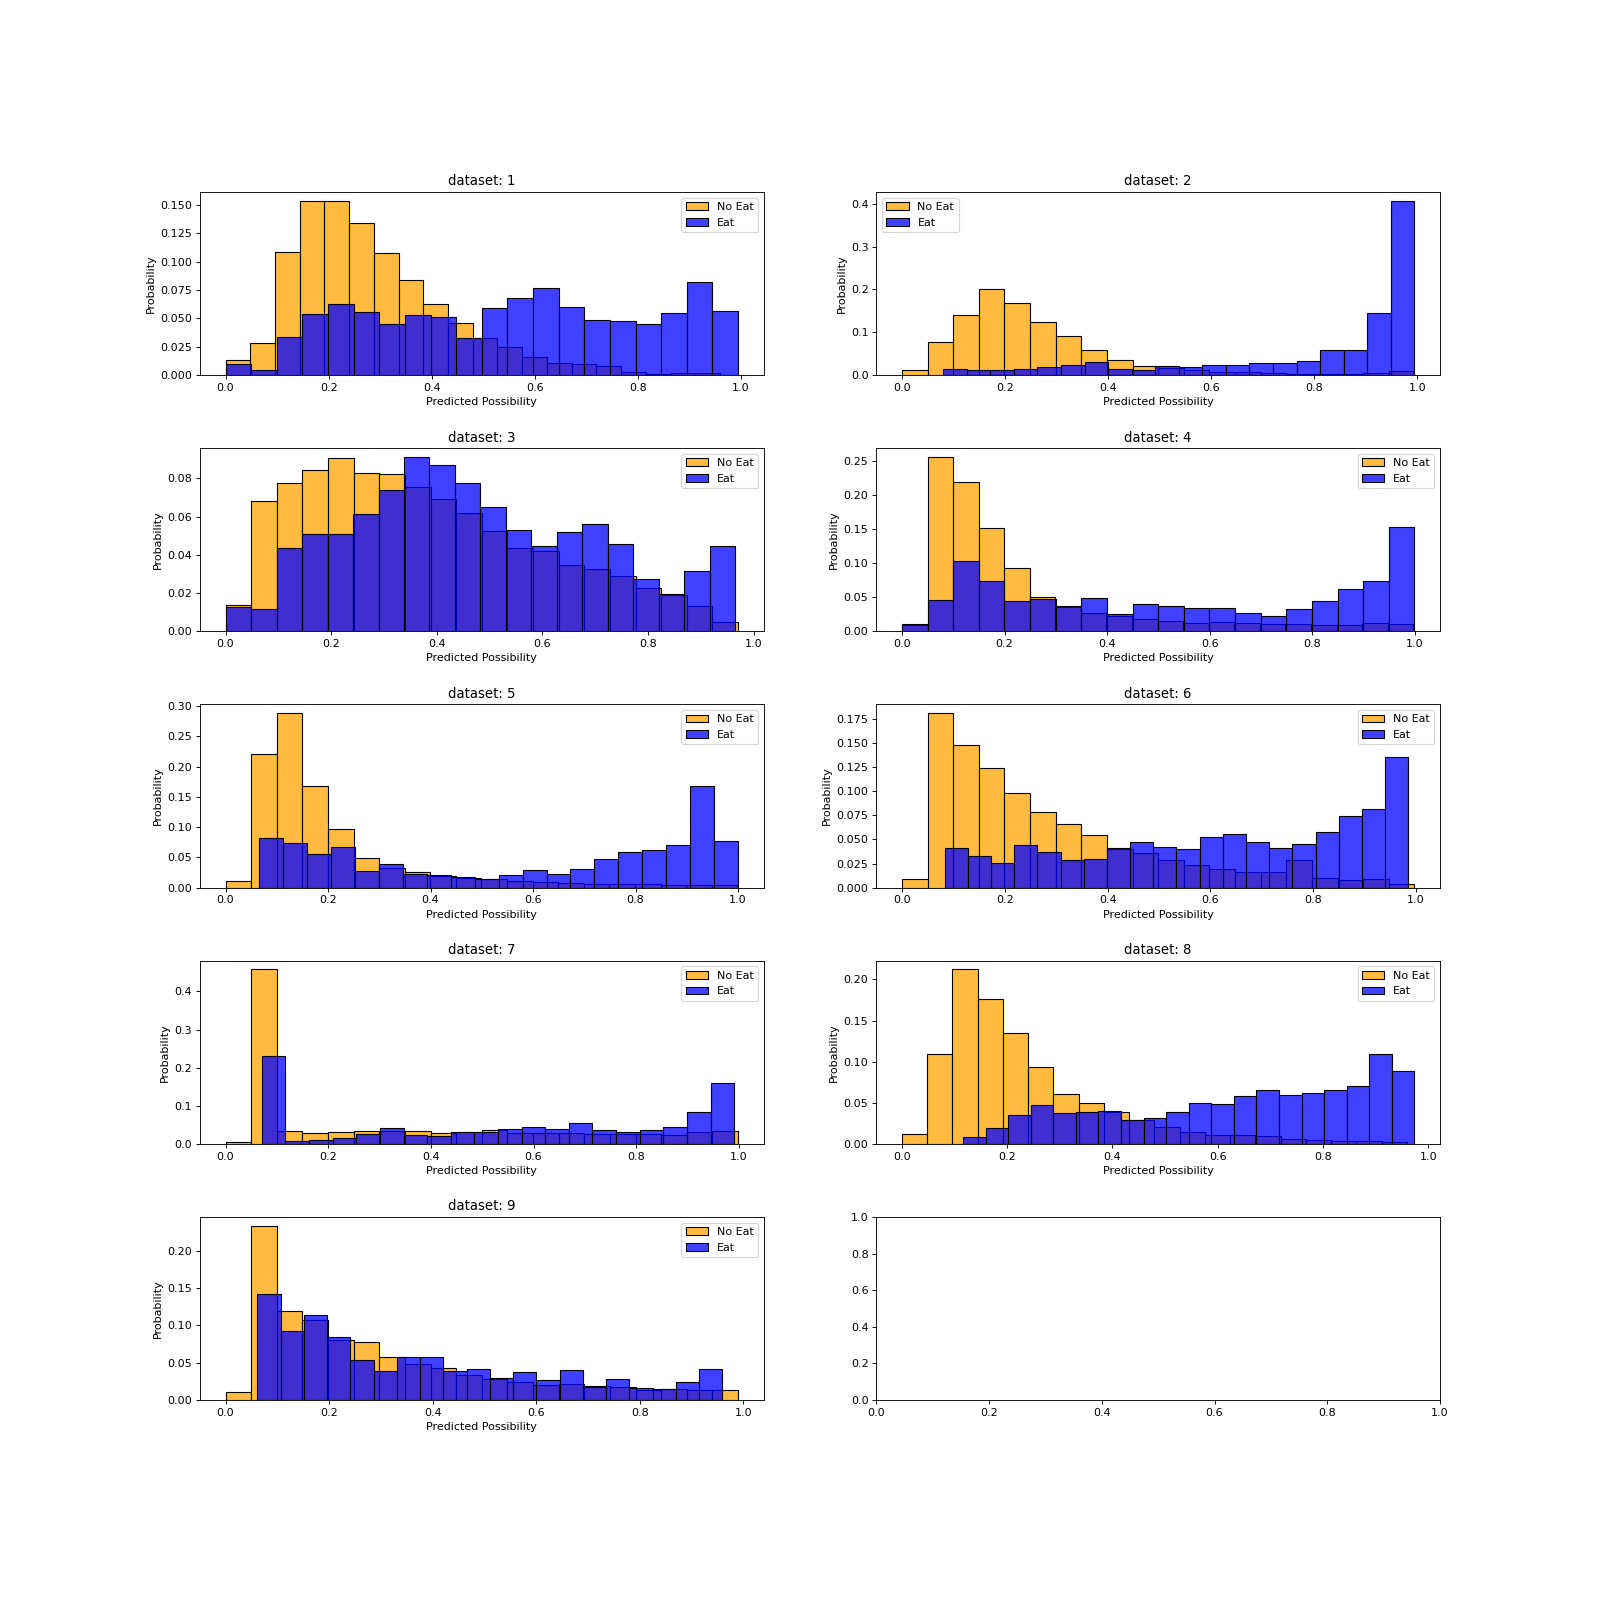 dataset: 1
0.150
0.125
0.100
0.075
0.050
0.025
0.000
Probability
No Eat
Eat
0.0 0.2 0.4 0.6 0.8 1.0
Predicted Possibility
dataset: 2
0.4
0.3
0.2
0.1
0.0
Probability
No Eat
Eat
0.0 0.2 0.4 0.6 0.8 1.0
Predicted Possibility
dataset: 3
0.08
0.06
0.04
0.02
0.00
Probability
No Eat
Eat
0.0 0.2 0.4 0.6 0.8 1.0
Predicted Possibility
dataset: 4
0.25
0.20
0.15
0.10
0.05
0.00
Probability
No Eat
Eat
0.0 0.2 0.4 0.6 0.8 1.0
Predicted Possibility
dataset: 5
0.30
0.25
0.20
0.15
0.10
0.05
0.00
Probability
No Eat
Eat
0.0 0.2 0.4 0.6 0.8 1.0
Predicted Possibility
dataset: 6
0.175
0.150
0.125
0.100
0.075
0.050
0.025
0.000
Probability
No Eat
Eat
0.0 0.2 0.4 0.6 0.8 1.0
Predicted Possibility
dataset: 7
0.4
0.3
0.2
0.1
0.0
Probability
No Eat
Eat
0.0 0.2 0.4 0.6 0.8 1.0
Predicted Possibility
dataset: 8
0.20
0.15
0.10
0.05
0.00
Probability
No Eat
Eat
0.0 0.2 0.4 0.6 0.8 1.0
Predicted Possibility
dataset: 9
0.20
0.15
0.10
0.05
0.00
Probability
No Eat
Eat
0.0 0.2 0.4 0.6 0.8 1.0
Predicted Possibility
1.0
0.8
0.6
0.4
0.2
0.0
0.0 0.2 0.4 0.6 0.8 1.0